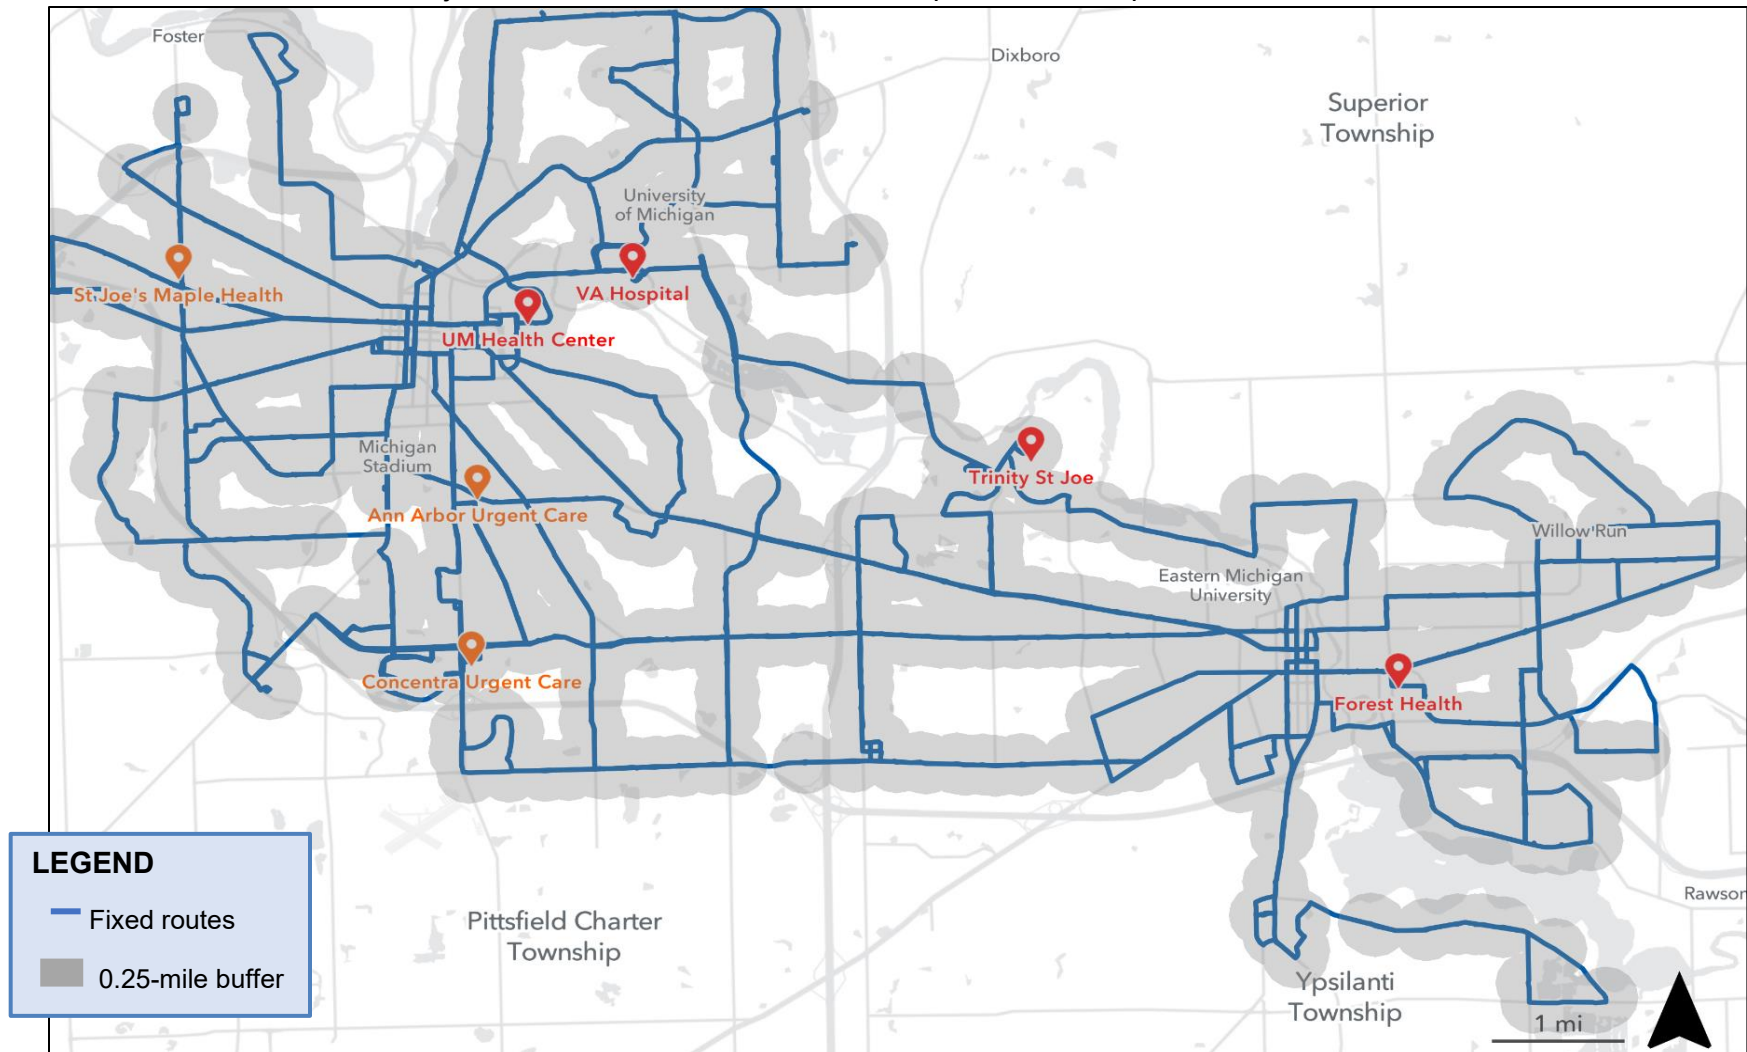 Foster
Dixboro
Superior
Township
University
of Michigan
St Joe's Maple Health
VA Hospital
UM Health Center
Michigan
Stadium
Trinity St Joe
Ann Arbor Urgent Care
Willow Run
Eastern Michigan
University
Concentra Urgent Care
Forest Health
LEGEND
Fixed routes
0.25-mile buffer
Pittsfield Charter
Township
Rawson
Ypsilanti
Township
1 mi